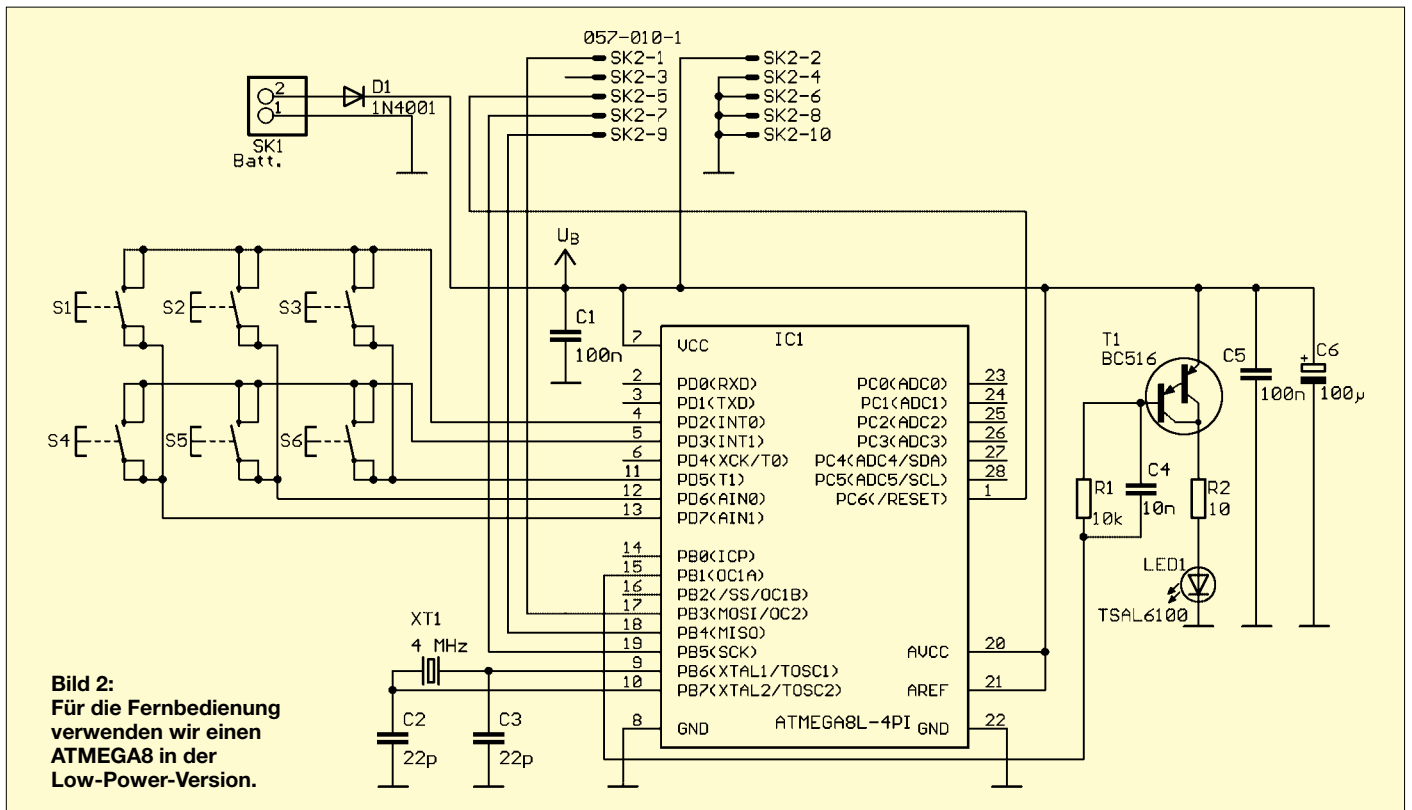 057-010-1
SK2-1
SK2-3
SK2-5
SK2-7
SK2-9
SK2-2
SK2-4
SK2-6
SK2-8
SK2-10
2
1
SK1
Batt.
D1
1N4001
UB
S1
S2
S3
S4
S5
S6
C1
100n
IC1
7 VCC
2 PD0(RXD)
3 PD1(TXD)
4 PD2(INT0)
5 PD3(INT1)
6 PD4(XCK/T0)
11 PD5(T1)
12 PD6(AIN0)
13 PD7(AIN1)
14 PB0(ICP)
15 PB1(OC1A)
16 PB2(/SS/OC1B)
17 PB3(MOSI/OC2)
18 PB4(MISO)
19 PB5(SCK)
9 PB6(XTAL1/TOSC1)
10 PB7(XTAL2/TOSC2)
8 GND
PC0(ADC0) 23
PC1(ADC1) 24
PC2(ADC2) 25
PC3(ADC3) 26
PC4(ADC4/SDA) 27
PC5(ADC5/SCL) 28
PC6(/RESET) 1
AVCC 20
AREF 21
ATMEGA8L-4PI GND 22
T1
BC516
C5
100n
C6
+
100µ
R1
10k
C4
10n
R2
10
LED1
TSAL6100
XT1
4 MHz
C2
22p
C3
22p
Bild 2:
Für die Fernbedienung
verwenden wir einen
ATMEGA8 in der
Low-Power-Version.